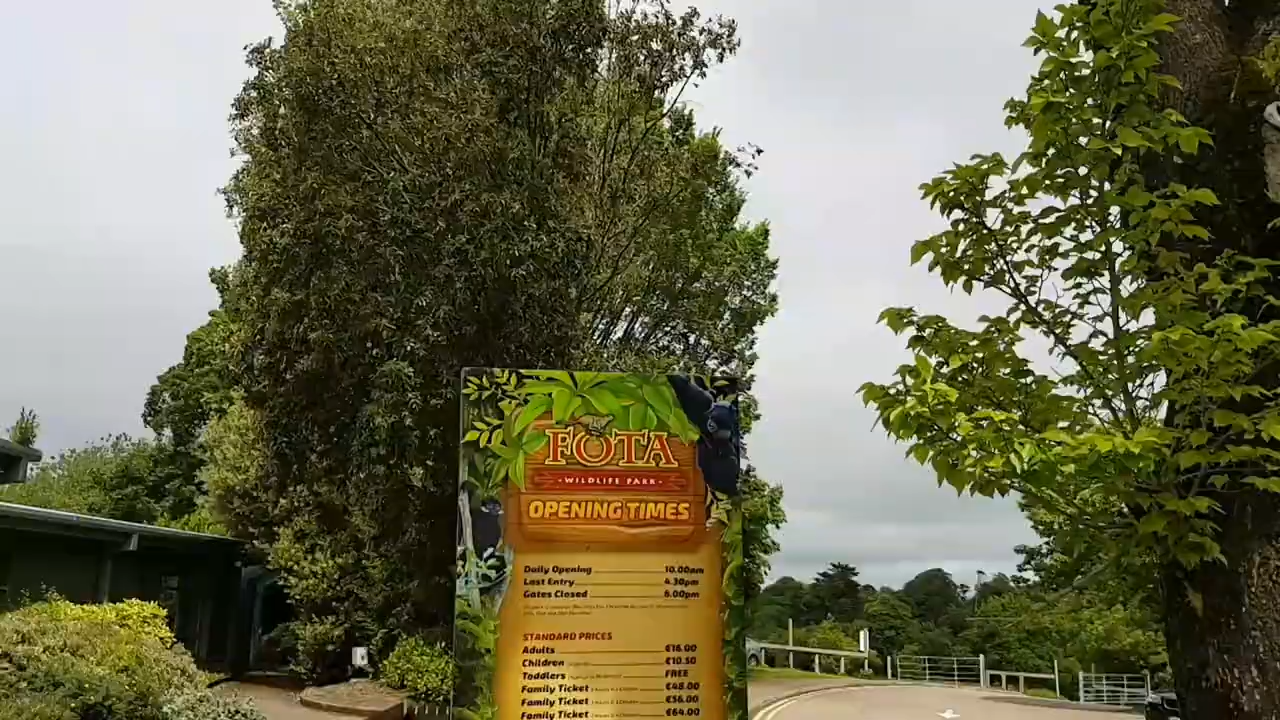 FOTA
· WILDLIFE PARK ·
OPENING TIMES
Daily Opening 10.00am
Last Entry 4.30pm
Gates Closed 6.00pm
STANDARD PRICES
Adults €16.00
Children €10.50
Toddlers FREE
Family Ticket €48.00
Family Ticket €56.00
Family Ticket €64.00